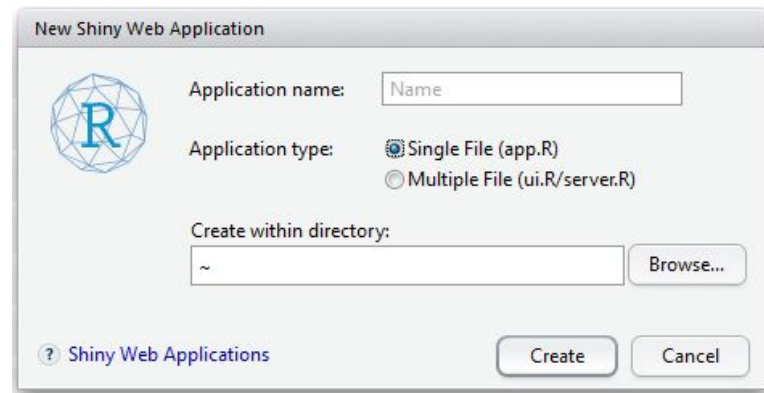 New Shiny Web Application
R
Application name: Name
Application type: Single File (app.R)
Multiple File (ui.R/server.R)
Create within directory:
~ Browse...
? Shiny Web Applications Create Cancel